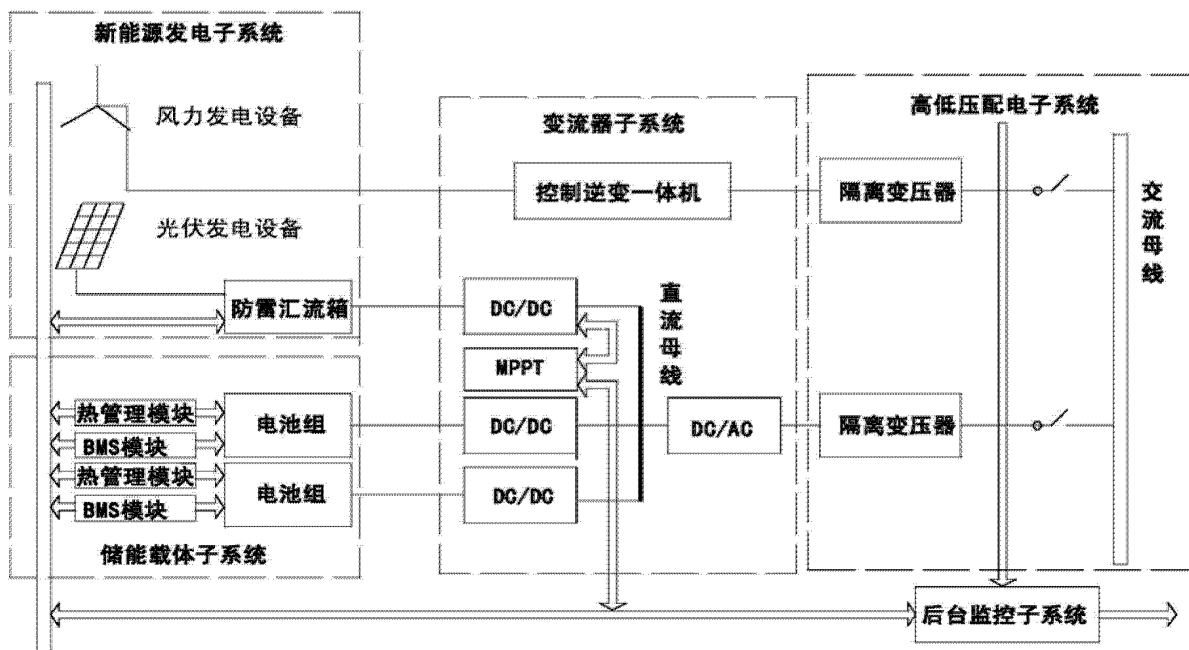 新能源发电子系统
风力发电设备
光伏发电设备
防雷汇流箱
热管理模块
BMS模块
热管理模块
BMS模块
电池组
电池组
储能载体子系统
变流器子系统
控制逆变一体机
DC/DC
MPPT
DC/DC
DC/DC
直流母线
DC/AC
高低压配电子系统
隔离变压器
隔离变压器
交流母线
后台监控子系统